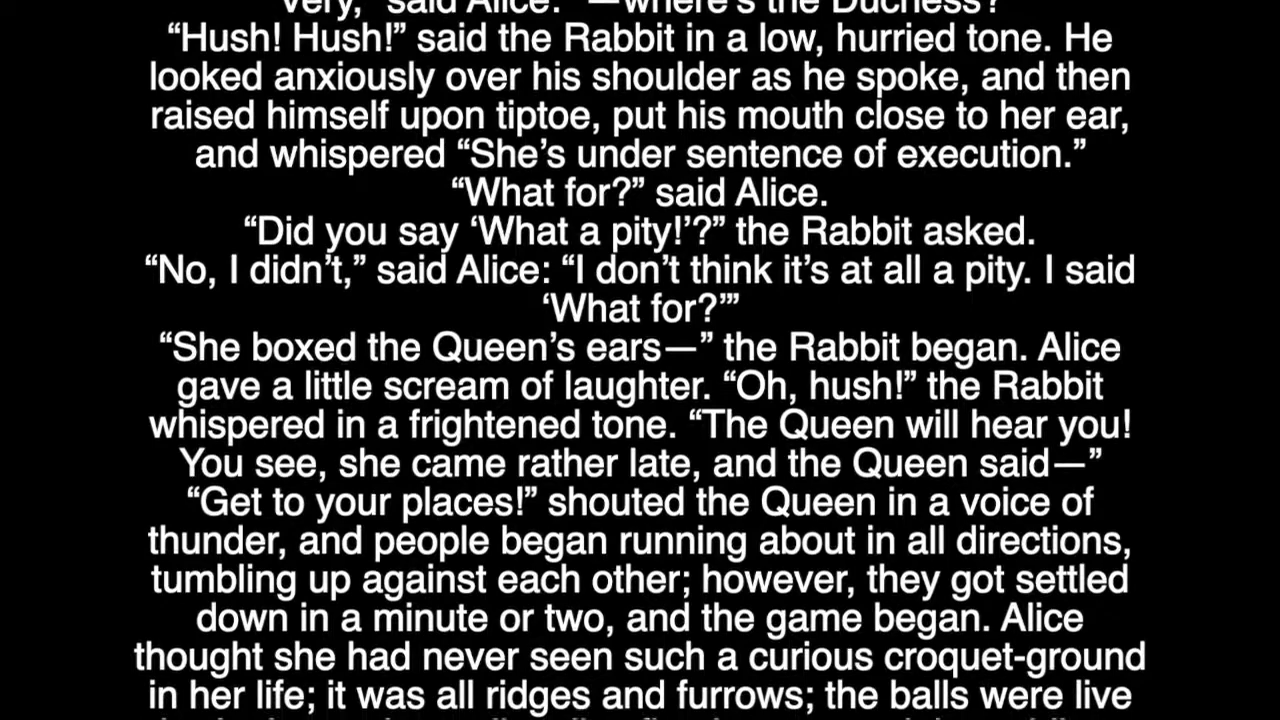 very,” said Alice: “—where’s the Duchess?”
“Hush! Hush!” said the Rabbit in a low, hurried tone. He
looked anxiously over his shoulder as he spoke, and then
raised himself upon tiptoe, put his mouth close to her ear,
and whispered “She’s under sentence of execution.”
“What for?” said Alice.
“Did you say ‘What a pity!’?” the Rabbit asked.
“No, I didn’t,” said Alice: “I don’t think it’s at all a pity. I said
‘What for?’”
“She boxed the Queen’s ears—” the Rabbit began. Alice
gave a little scream of laughter. “Oh, hush!” the Rabbit
whispered in a frightened tone. “The Queen will hear you!
You see, she came rather late, and the Queen said—”
“Get to your places!” shouted the Queen in a voice of
thunder, and people began running about in all directions,
tumbling up against each other; however, they got settled
down in a minute or two, and the game began. Alice
thought she had never seen such a curious croquet-ground
in her life; it was all ridges and furrows; the balls were live